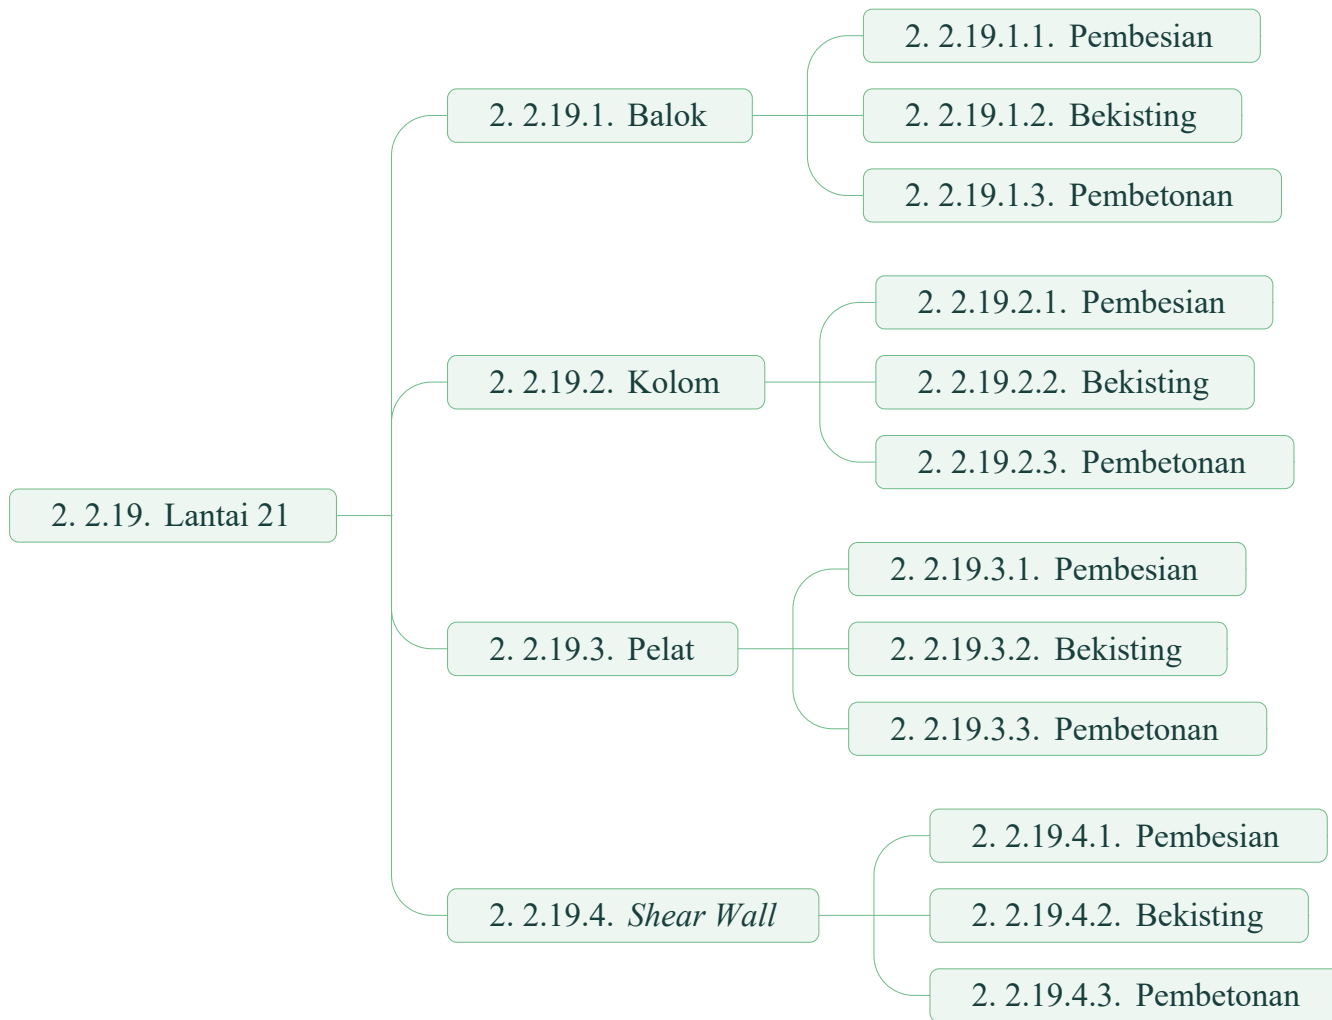 2. 2.19. Lantai 21
2. 2.19.1. Balok
2. 2.19.1.1. Pembesian
2. 2.19.1.2. Bekisting
2. 2.19.1.3. Pembetonan
2. 2.19.2. Kolom
2. 2.19.2.1. Pembesian
2. 2.19.2.2. Bekisting
2. 2.19.2.3. Pembetonan
2. 2.19.3. Pelat
2. 2.19.3.1. Pembesian
2. 2.19.3.2. Bekisting
2. 2.19.3.3. Pembetonan
2. 2.19.4. Shear Wall
2. 2.19.4.1. Pembesian
2. 2.19.4.2. Bekisting
2. 2.19.4.3. Pembetonan